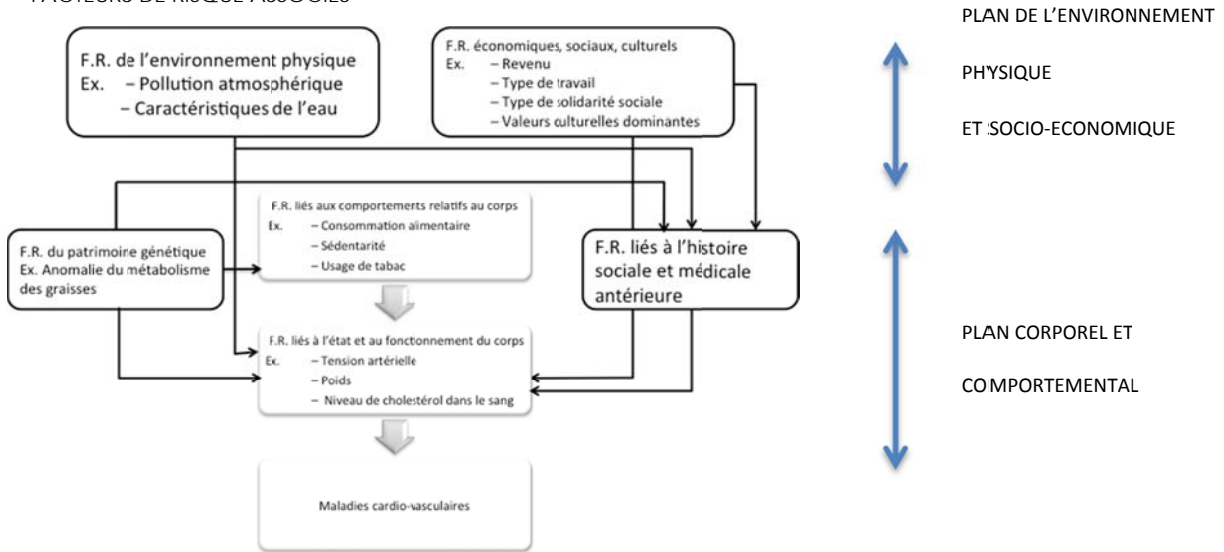 FACTEURS DE RISQUE ASSOCIES
F.R. de l'environnement physique
Ex. – Pollution atmosphérique
– Caractéristiques de l'eau
F.R. économiques, sociaux, culturels
Ex. – Revenu
– Type de travail
– Type de solidarité sociale
– Valeurs culturelles dominantes
PLAN DE L'ENVIRONNEMENT
PHYSIQUE
ET SOCIO-ECONOMIQUE
F.R. liés aux comportements relatifs au corps
Ex. – Consommation alimentaire
– Sédentarité
– Usage de tabac
F.R. du patrimoine génétique
Ex. Anomalie du métabolisme
des graisses
F.R. liés à l'histoire
sociale et médicale
antérieure
F.R. liés à l'état et au fonctionnement du corps
Ex. – Tension artérielle
– Poids
– Niveau de cholestérol dans le sang
PLAN CORPOREL ET
COMPORTEMENTAL
Maladies cardio-vasculaires